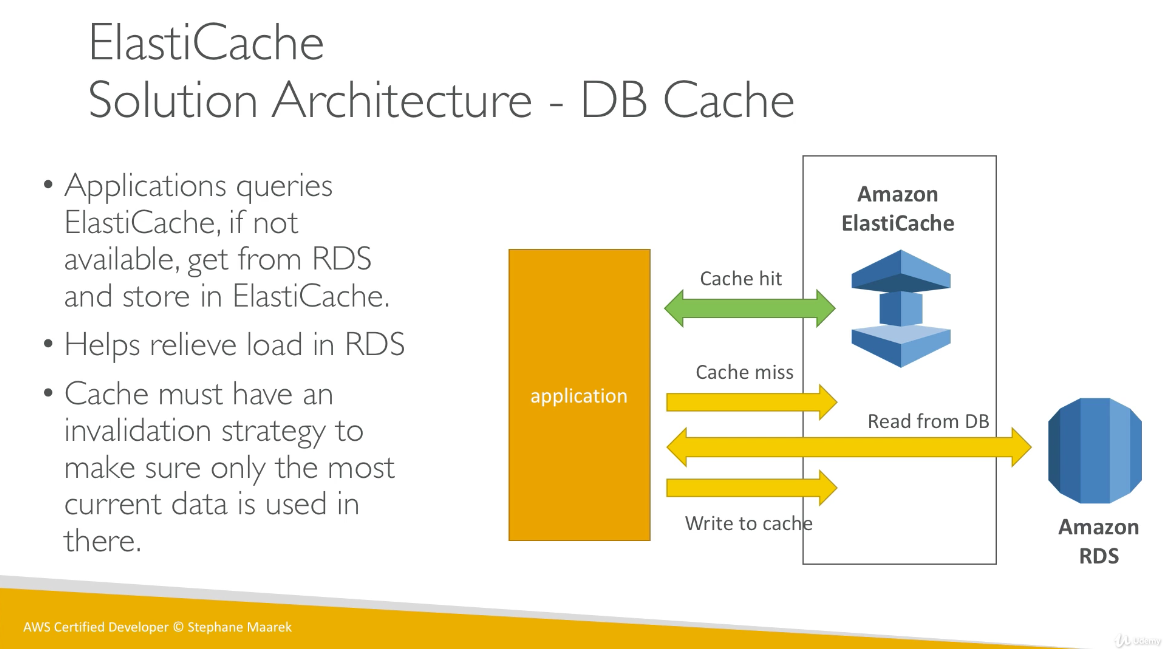 ElastiCache
Solution Architecture - DB Cache
• Applications queries
ElastiCache, if not
available, get from RDS
and store in ElastiCache.
• Helps relieve load in RDS
• Cache must have an
invalidation strategy to
make sure only the most
current data is used in
there.
Amazon
ElastiCache
Cache hit
Cache miss
application
Read from DB
Write to cache
Amazon
RDS
AWS Certified Developer © Stephane Maarek
Udemy